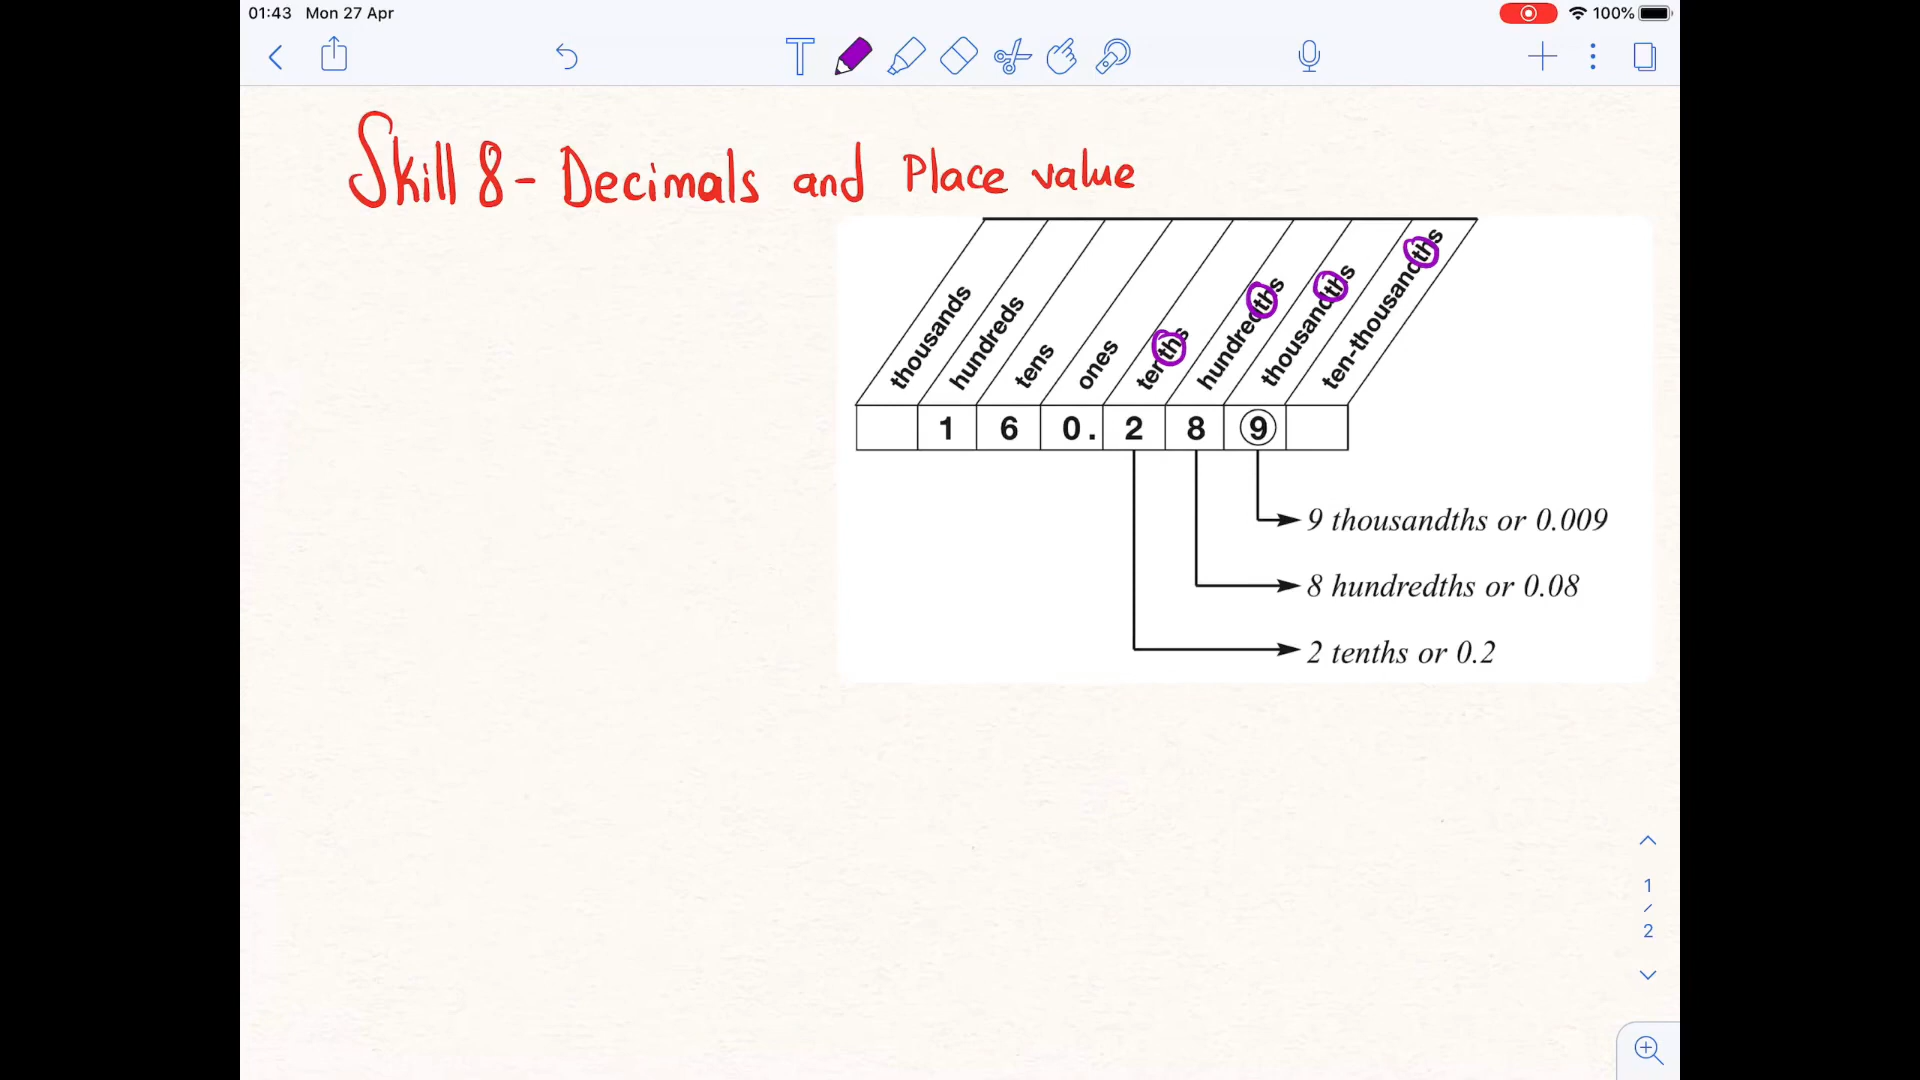 01:43 Mon 27 Apr
100%
T
Skill 8 - Decimals and Place value
thousands
hundreds
tens
ones
tenths
hundredths
thousandths
ten-thousandths
1 6 0. 2 8 9
9 thousandths or 0.009
8 hundredths or 0.08
2 tenths or 0.2
1
/
2